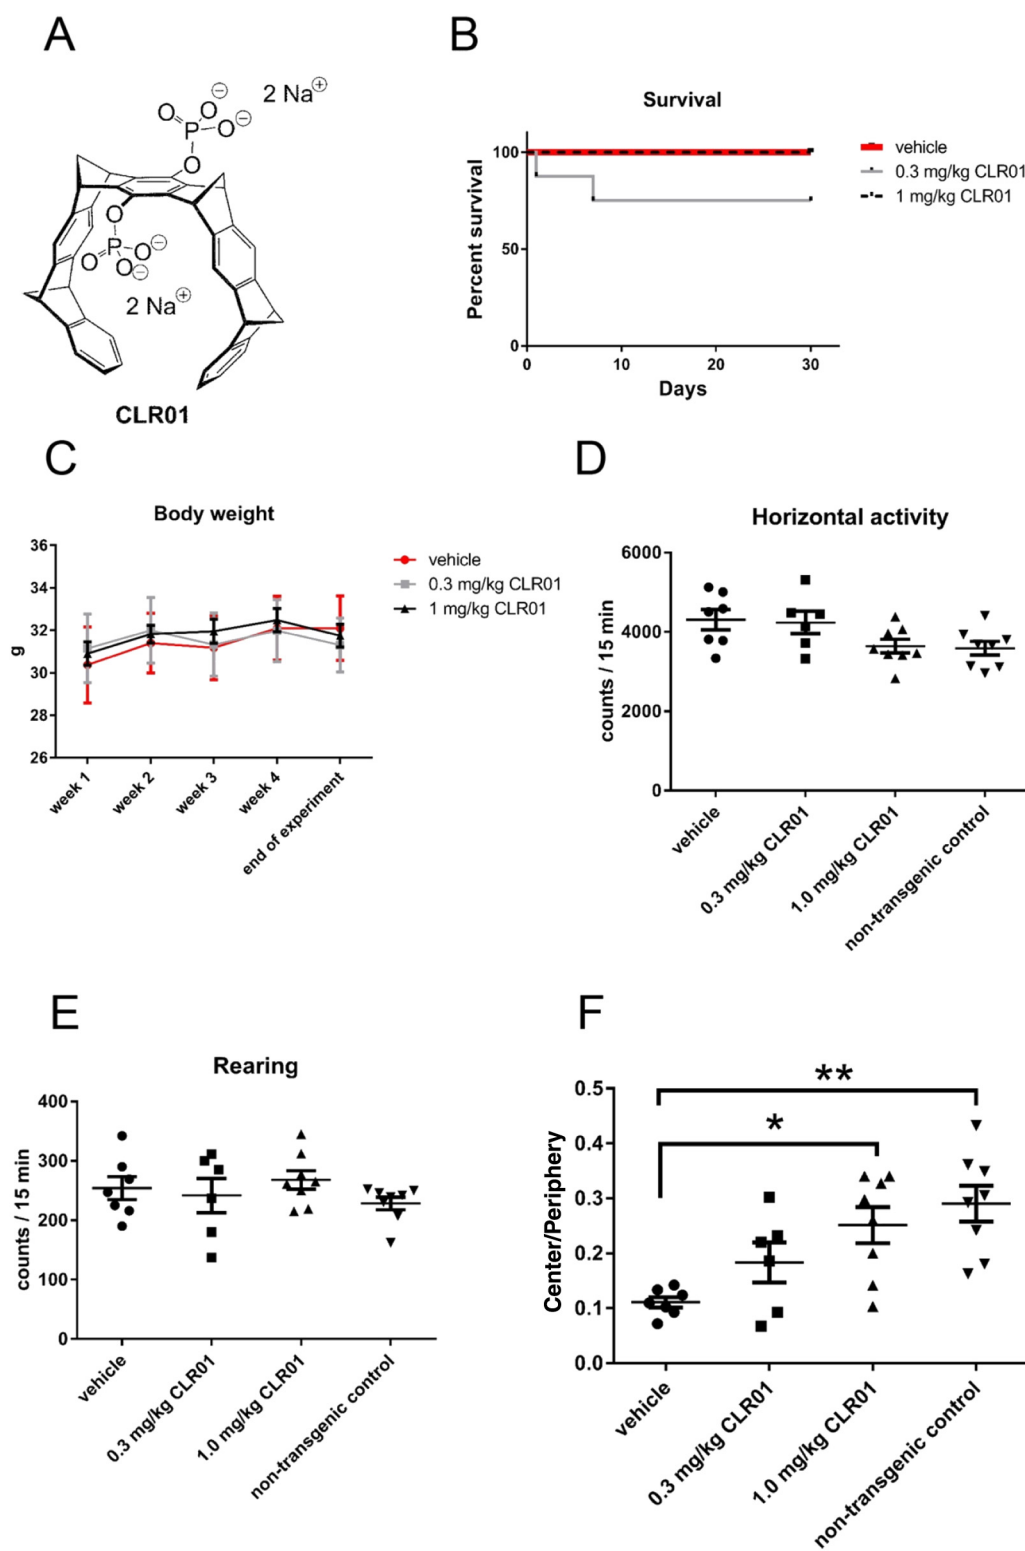 A
O
P
O⊖
O⊖
2 Na⊕
O
O
P
O⊖
O
O⊖
2 Na⊕
CLR01
B
Survival
Percent survival
100
50
0
0 10 20 30
Days
vehicle
0.3 mg/kg CLR01
1 mg/kg CLR01
C
Body weight
g
36
34
32
30
28
26
week 1
week 2
week 3
week 4
end of experiment
vehicle
0.3 mg/kg CLR01
1 mg/kg CLR01
D
Horizontal activity
counts / 15 min
6000
4000
2000
0
vehicle
0.3 mg/kg CLR01
1.0 mg/kg CLR01
non-transgenic control
E
Rearing
counts / 15 min
400
300
200
100
0
vehicle
0.3 mg/kg CLR01
1.0 mg/kg CLR01
non-transgenic control
F
Center/Periphery
0.5
0.4
0.3
0.2
0.1
0.0
**
*
vehicle
0.3 mg/kg CLR01
1.0 mg/kg CLR01
non-transgenic control